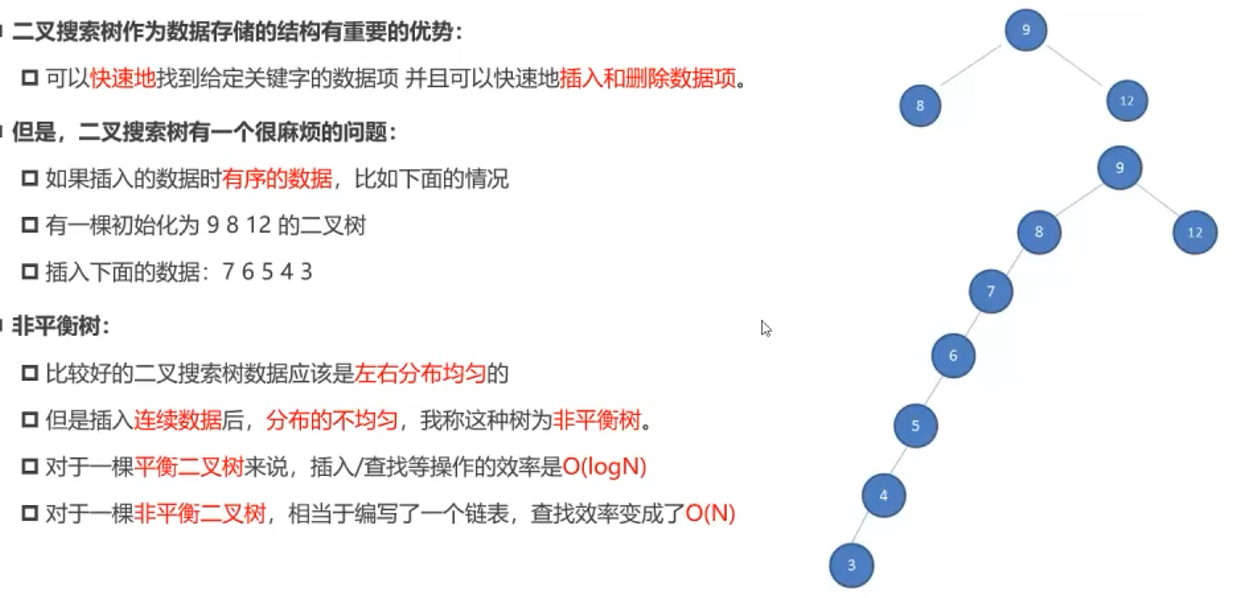 二叉搜索树作为数据存储的结构有重要的优势：
可以快速地找到给定关键字的数据项 并且可以快速地插入和删除数据项。
但是，二叉搜索树有一个很麻烦的问题：
如果插入的数据时有序的数据，比如下面的情况
有一棵初始化为 9 8 12 的二叉树
插入下面的数据：7 6 5 4 3
非平衡树：
比较好的二叉搜索树数据应该是左右分布均匀的
但是插入连续数据后，分布的不均匀，我称这种树为非平衡树。
对于一棵平衡二叉树来说，插入/查找等操作的效率是O(logN)
对于一棵非平衡二叉树，相当于编写了一个链表，查找效率变成了O(N)
9
8
12
9
8
12
7
6
5
4
3